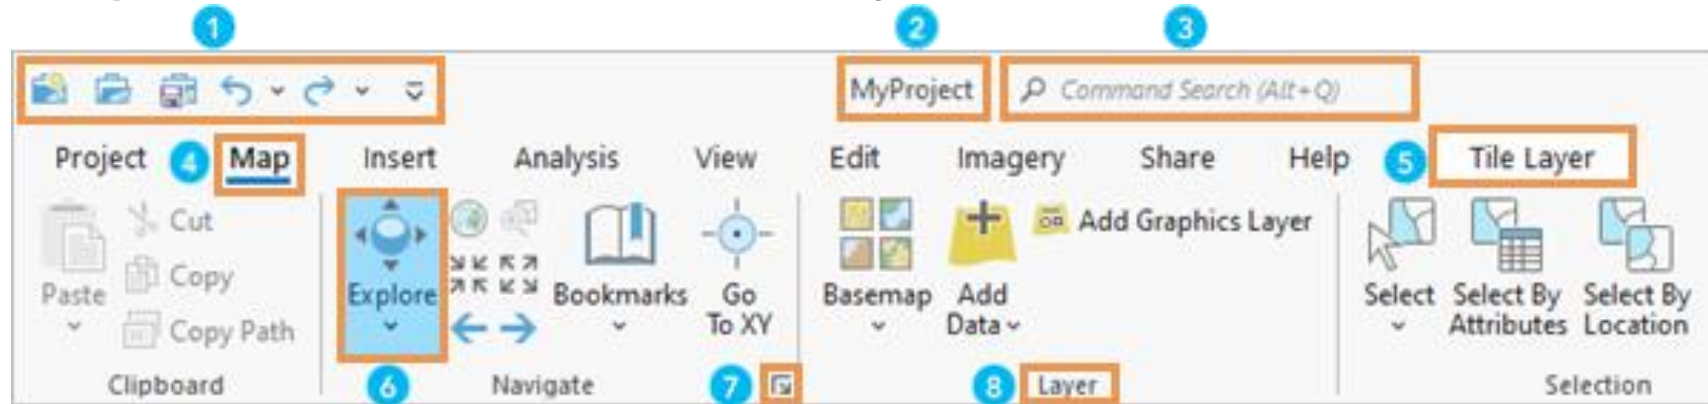 1 2 3
MyProject Command Search (Alt+Q)
Project 4 Map Insert Analysis View Edit Imagery Share Help 5 Tile Layer
Paste
Cut
Copy
Copy Path
Clipboard
Explore
Bookmarks
Go
To XY
6 Navigate 7
Basemap
Add
Data
Add Graphics Layer
8 Layer
Select
Select By
Attributes
Select By
Location
Selection